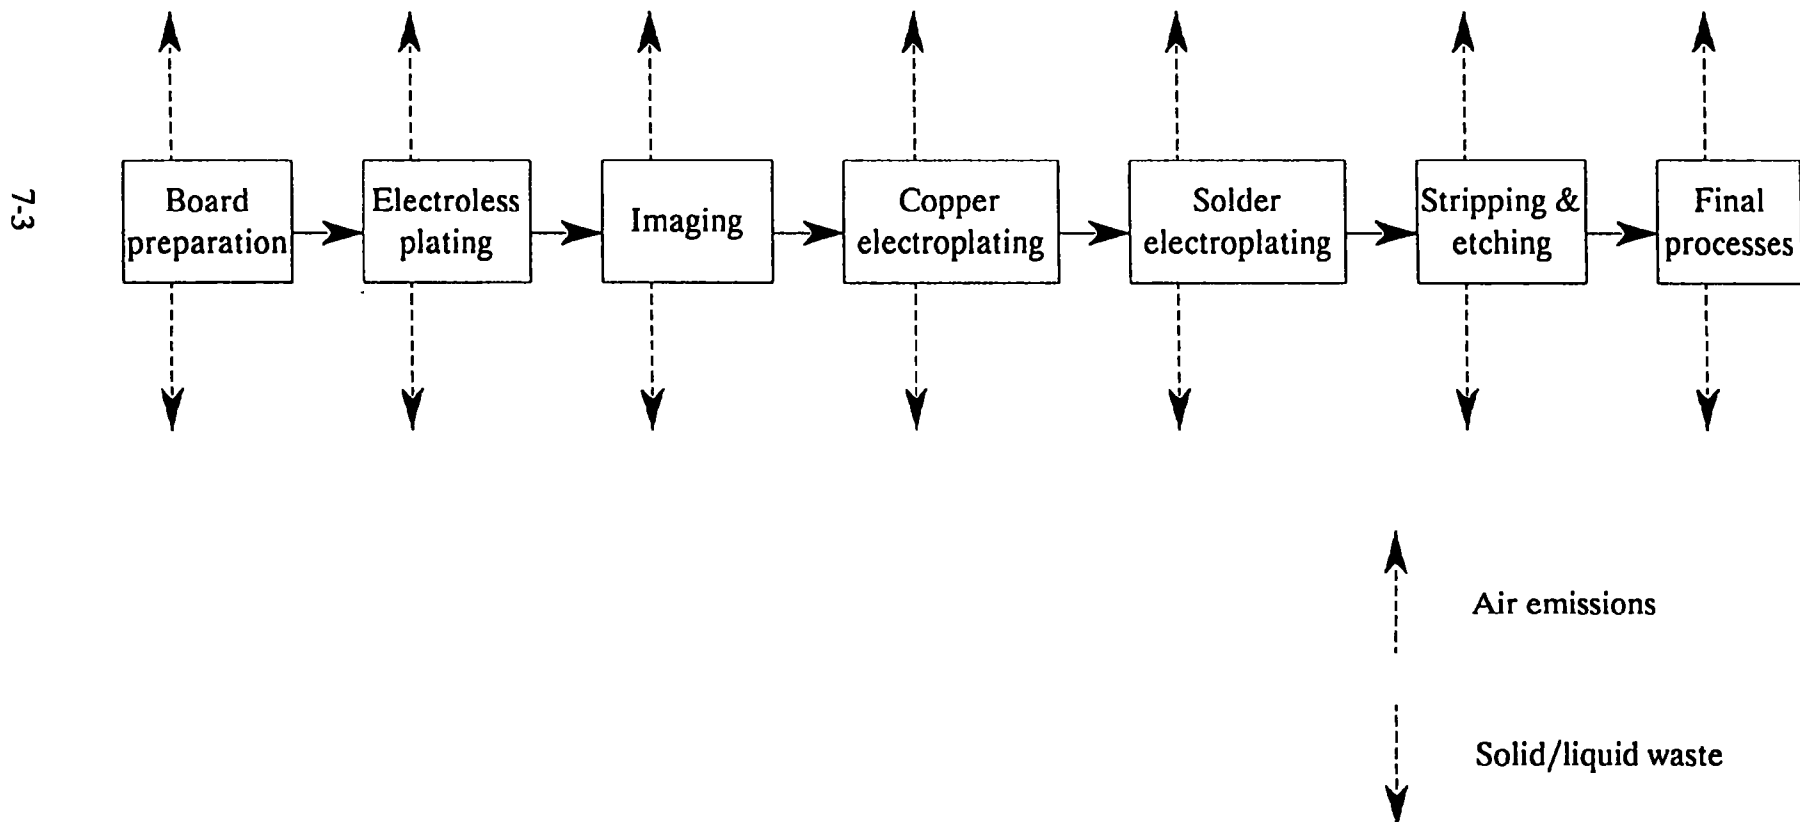 7-3
Board
preparation
Electroless
plating
Imaging
Copper
electroplating
Solder
electroplating
Stripping &
etching
Final
processes
Air emissions
Solid/liquid waste